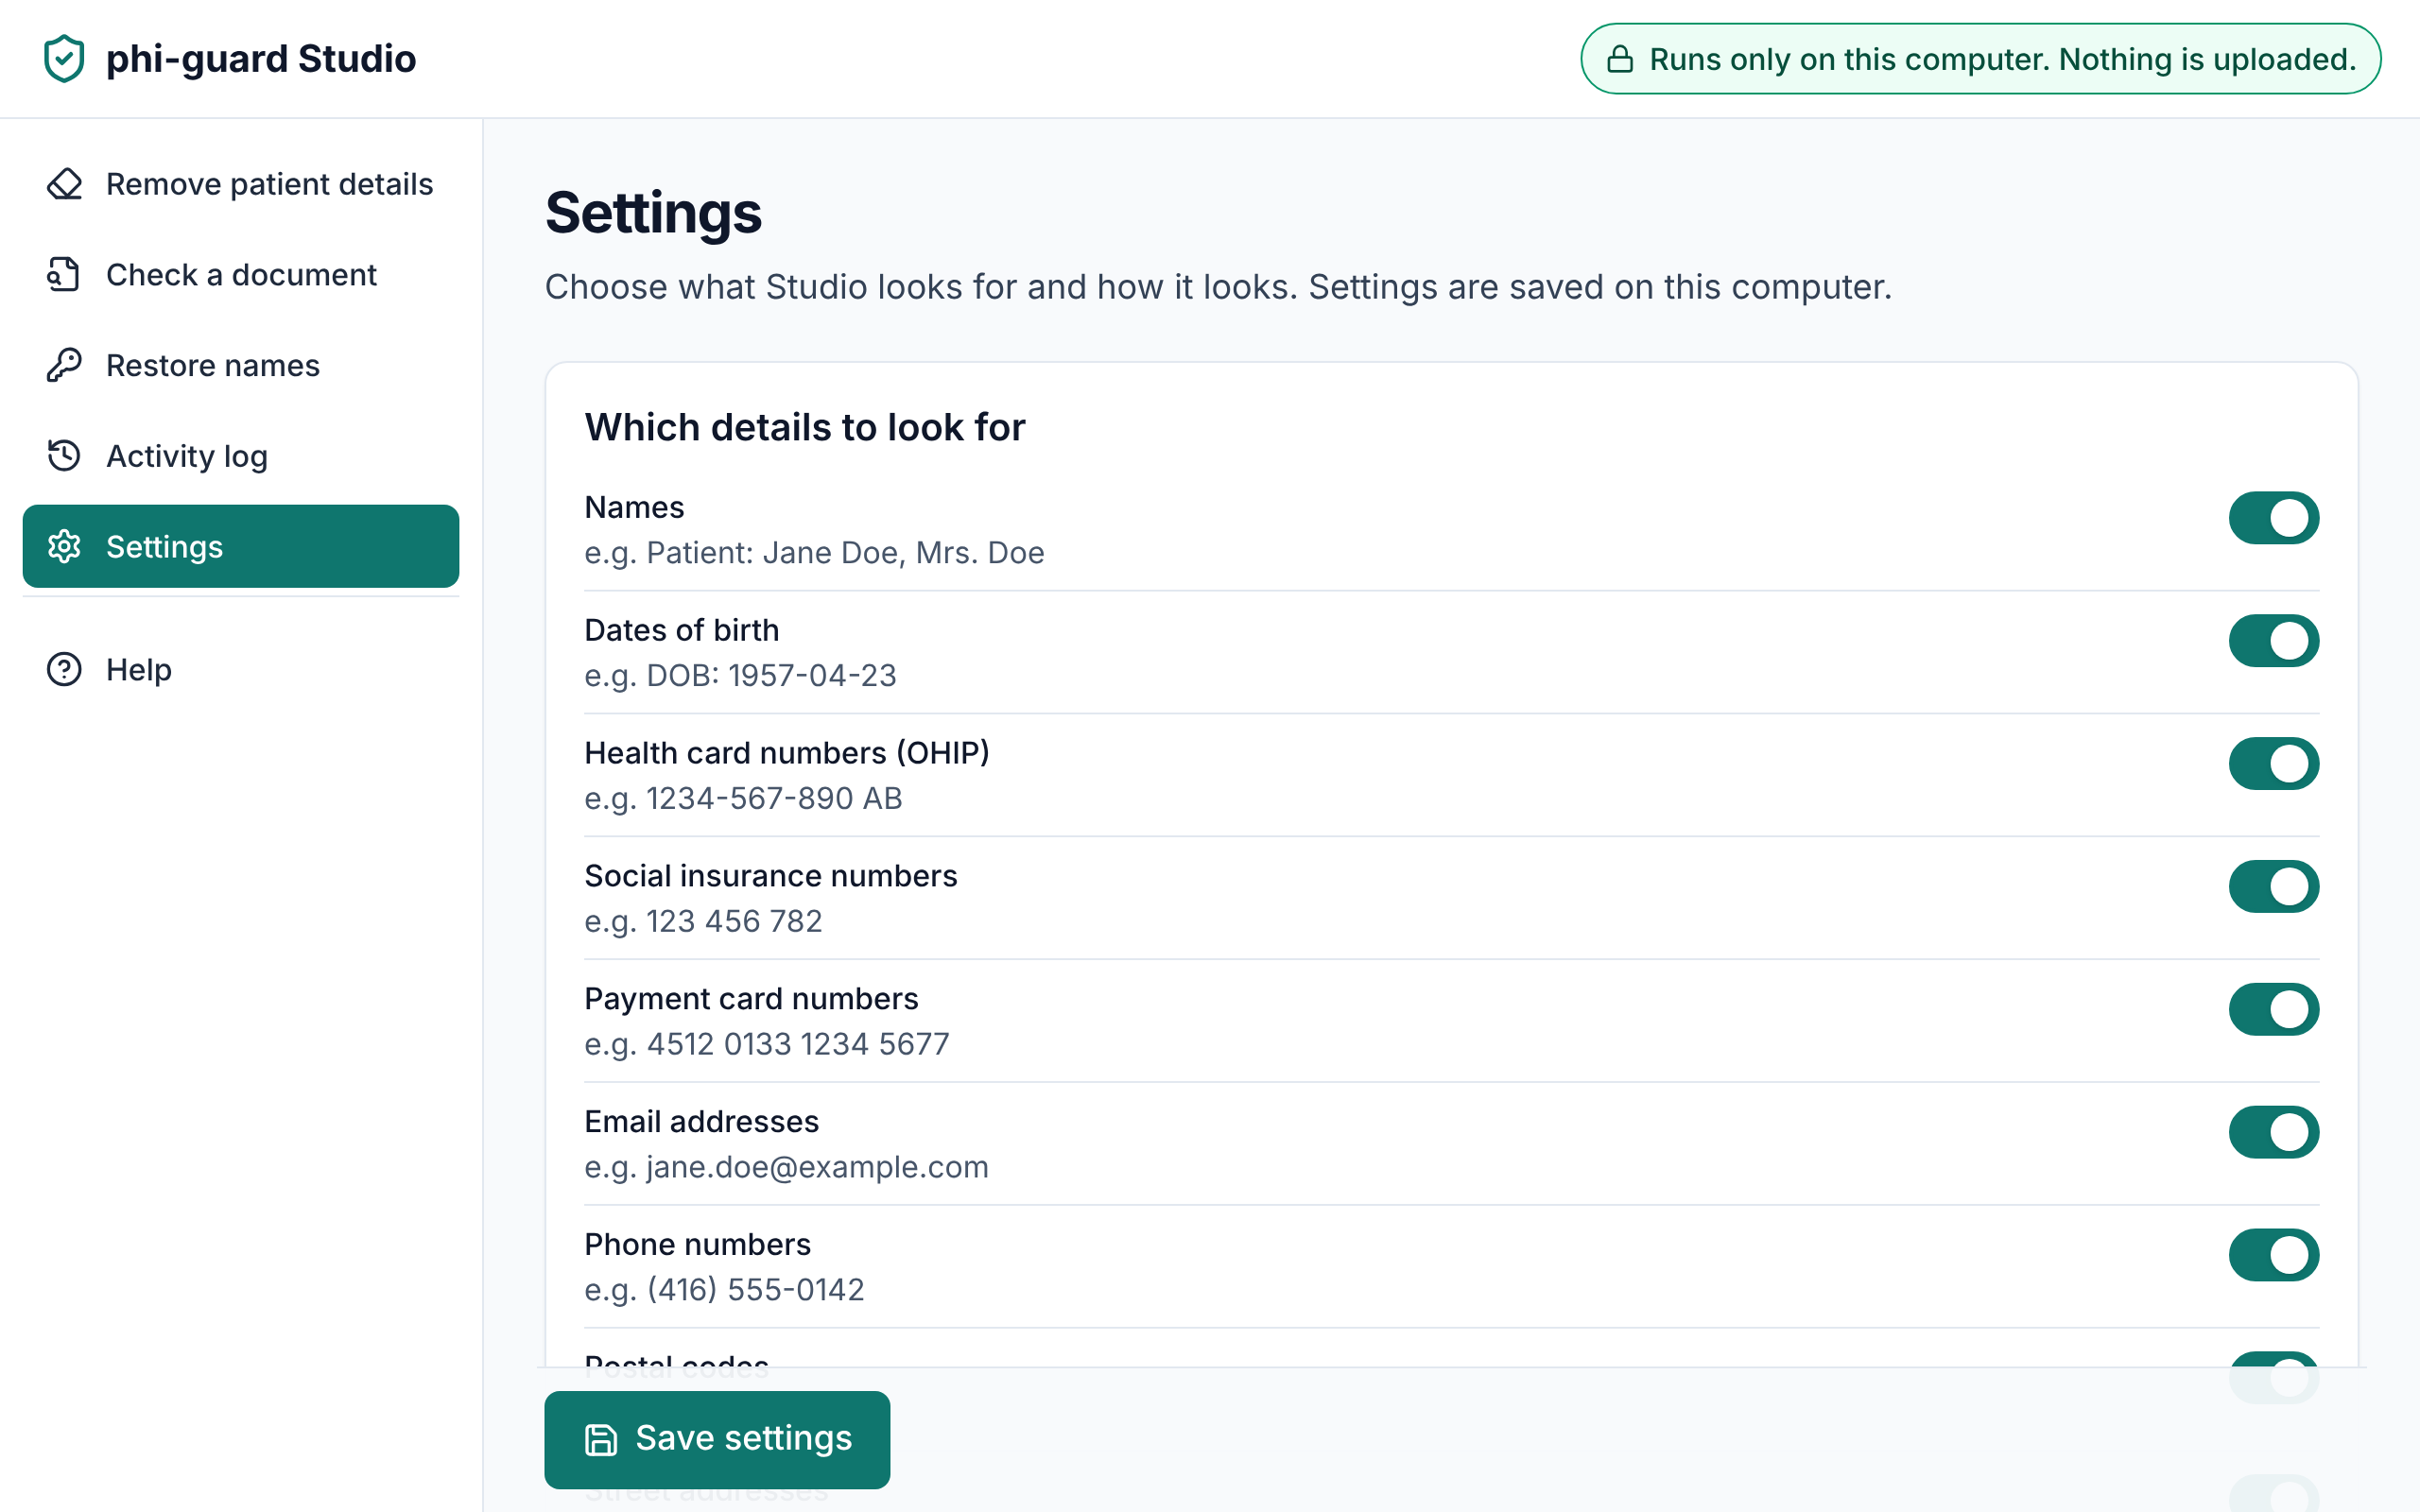 phi-guard Studio
Runs only on this computer. Nothing is uploaded.
Remove patient details
Check a document
Restore names
Activity log
Settings
Help
Settings
Choose what Studio looks for and how it looks. Settings are saved on this computer.
Which details to look for
Names
e.g. Patient: Jane Doe, Mrs. Doe
Dates of birth
e.g. DOB: 1957-04-23
Health card numbers (OHIP)
e.g. 1234-567-890 AB
Social insurance numbers
e.g. 123 456 782
Payment card numbers
e.g. 4512 0133 1234 5677
Email addresses
e.g. jane.doe@example.com
Phone numbers
e.g. (416) 555-0142
Postal codes
Save settings
Street addresses